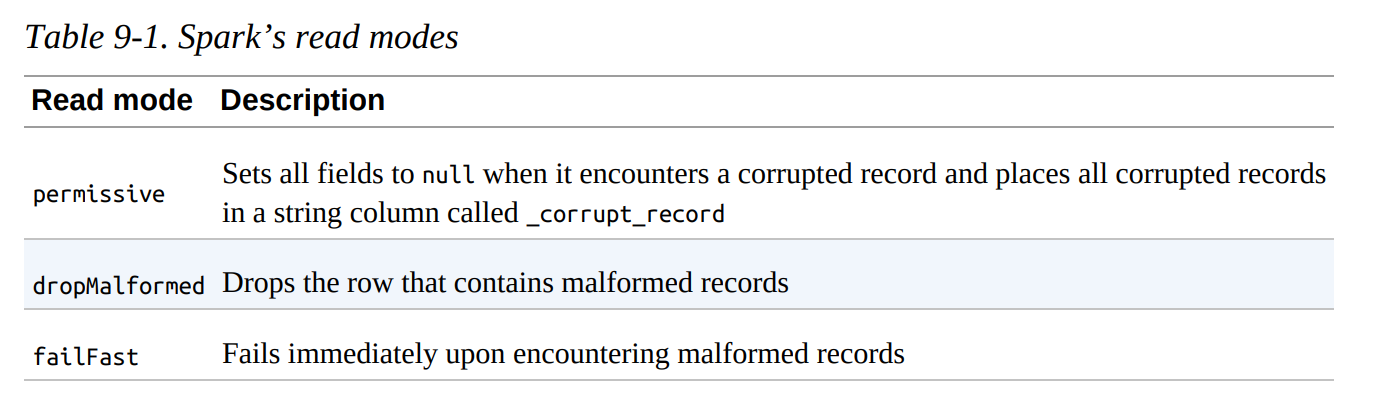 Table 9-1. Spark’s read modes
Read mode Description
permissive Sets all fields to null when it encounters a corrupted record and places all corrupted records
in a string column called _corrupt_record
dropMalformed Drops the row that contains malformed records
failFast Fails immediately upon encountering malformed records